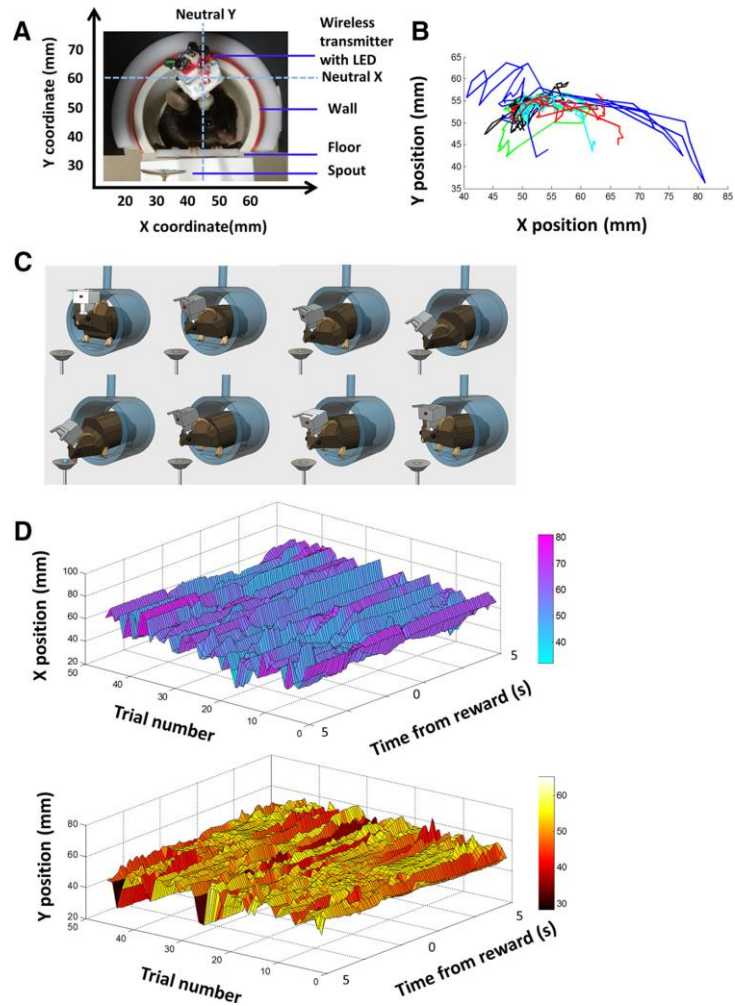 A
Neutral Y
Y coordinate (mm)
70
60
50
40
30
20 30 40 50 60
X coordinate(mm)
Wireless
transmitter
with LED
Neutral X
Wall
Floor
Spout
B
Y position (mm)
65
60
55
50
45
40
35
40 45 50 55 60 65 70 75 80 85
X position (mm)
C
D
X position (mm)
100
80
60
40
20
50 40 30 20 10 0
Trial number
5 0 5
Time from reward (s)
80
70
60
50
40
Y position (mm)
80
60
40
20
50 40 30 20 10 0
Trial number
5 0 5
Time from reward (s)
60
50
40
30